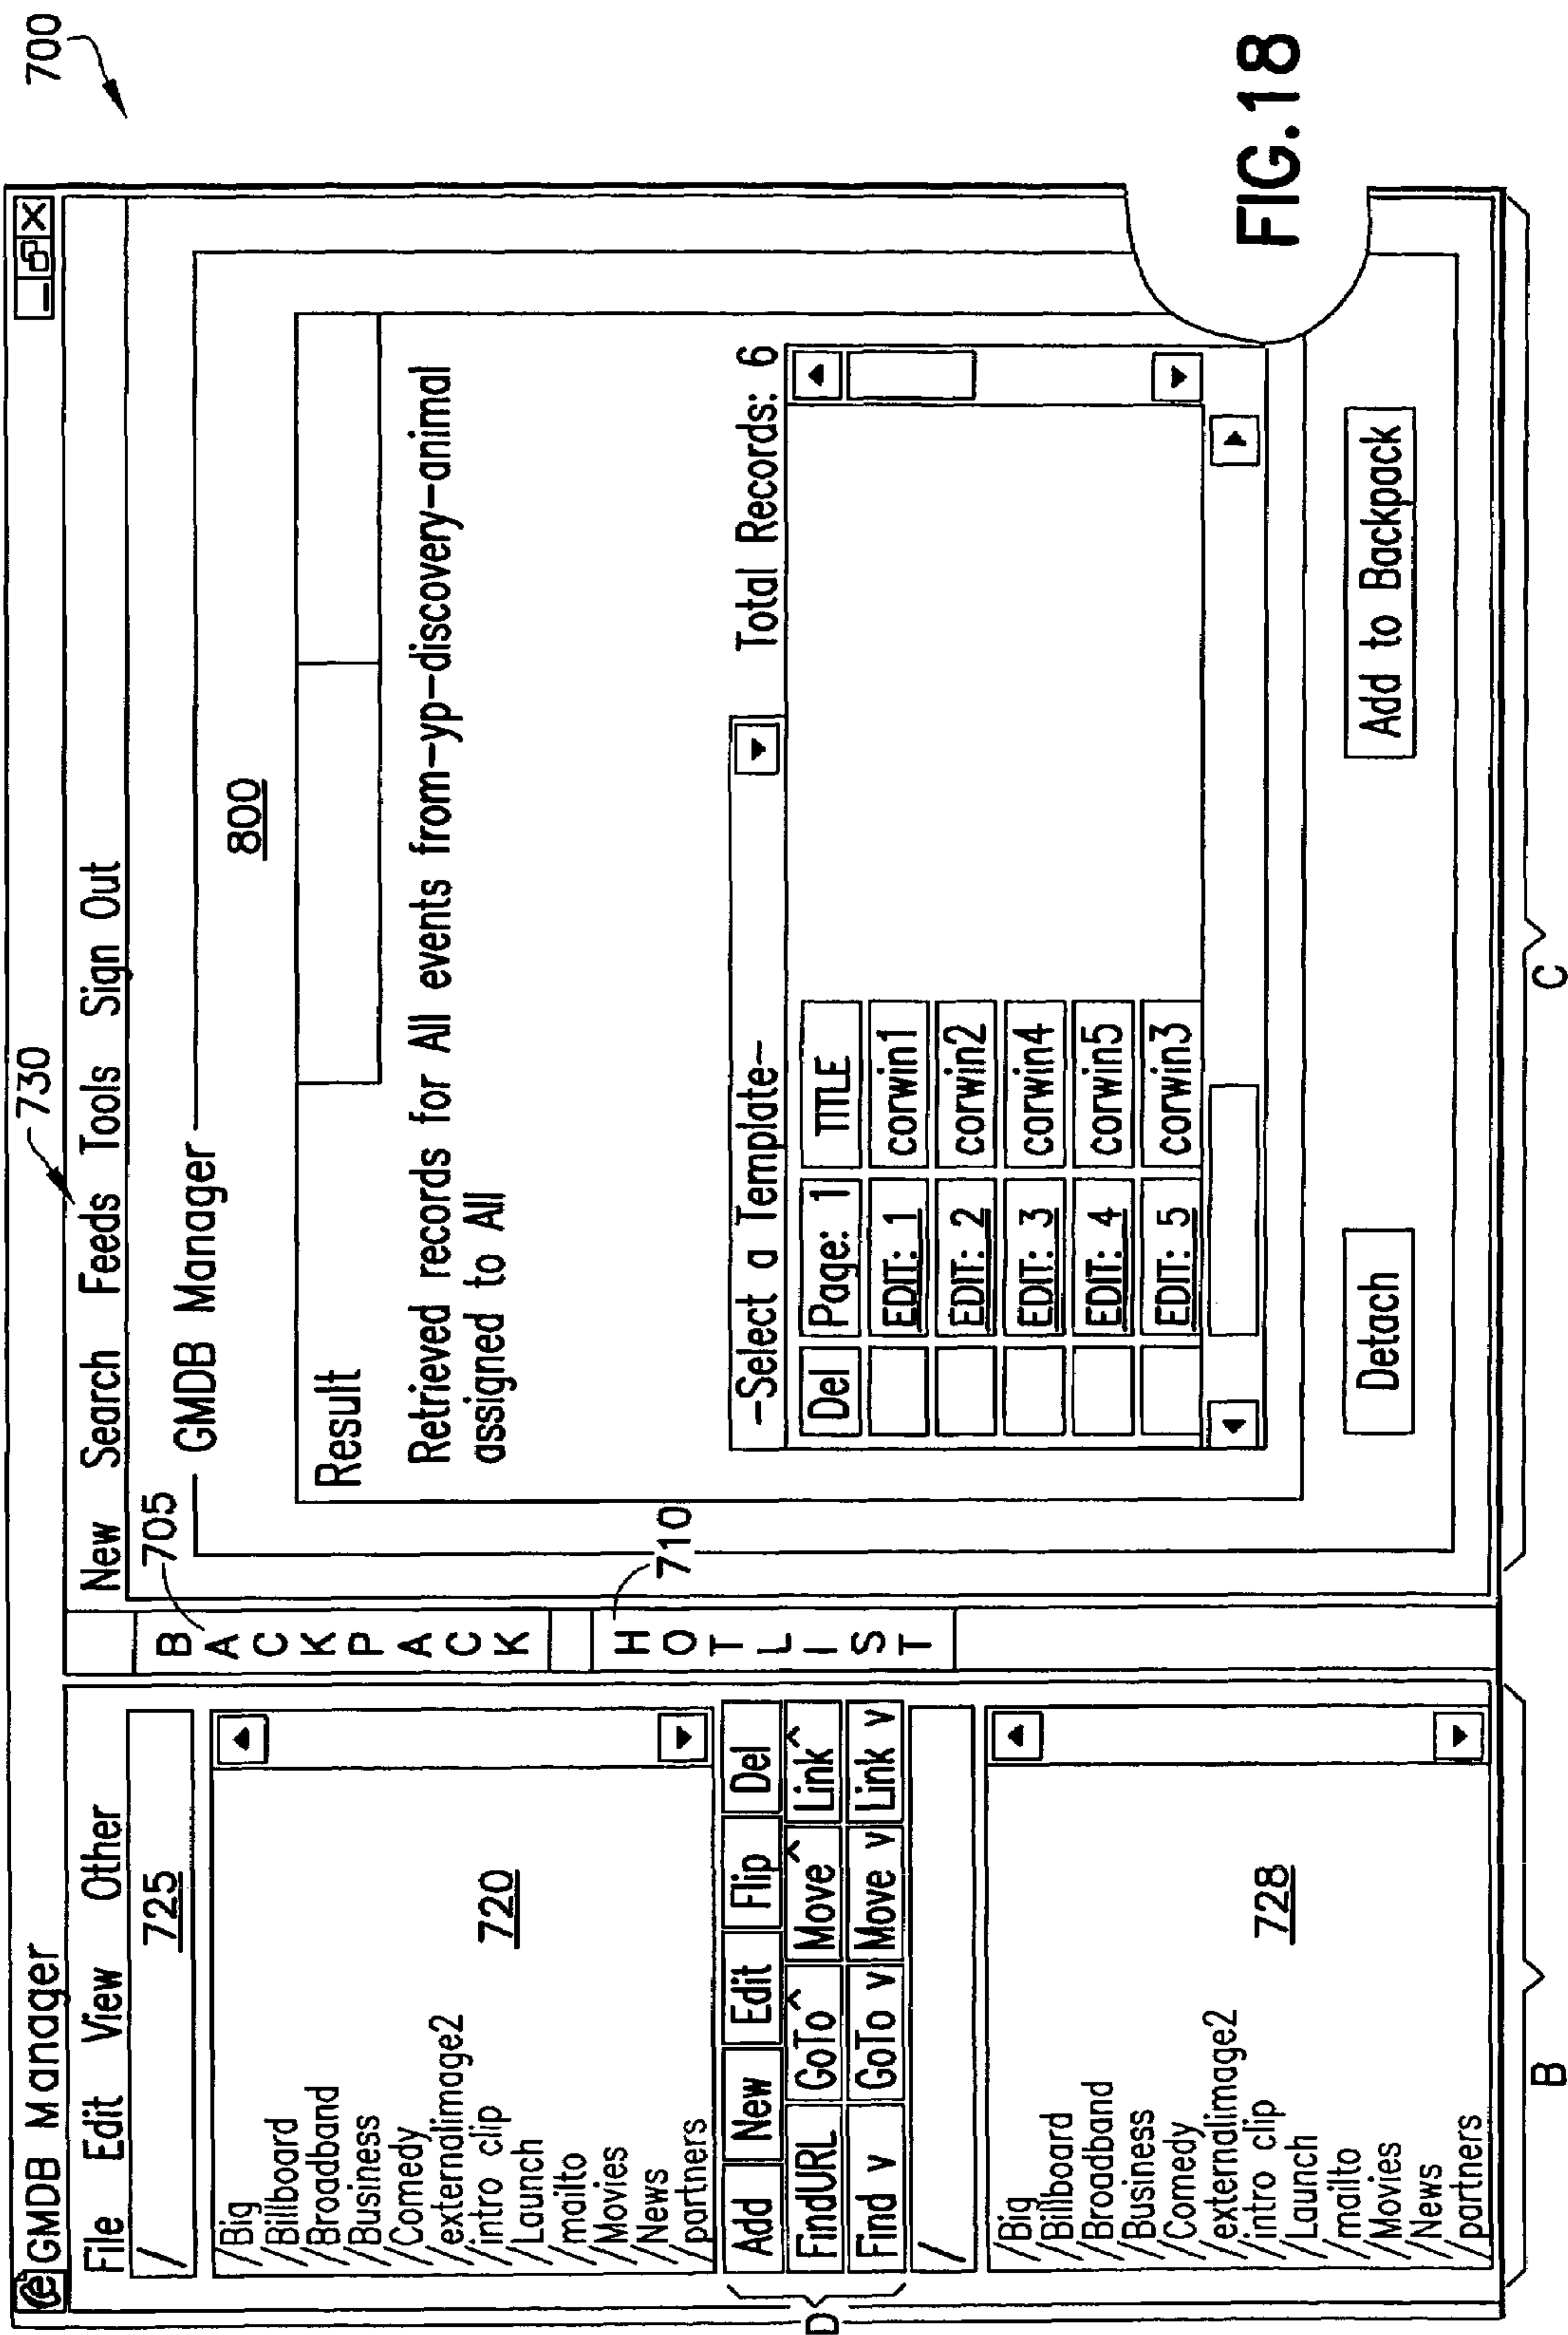 700
GMDB Manager
730
File Edit View Other
New Search Feeds Tools Sign Out
725
/
705
BACKPACK
710
HOTLIST
GMDB Manager
800
720
/Big
/Billboard
/Broadband
/Business
/Comedy
/externalimage2
/intro clip
/Launch
/mailto
/Movies
/News
/partners
Add New Edit Flip Del
FindURL GoTo^ Move^ Link^
Find v GoTo v Move v Link v
D
/
728
/Big
/Billboard
/Broadband
/Business
/Comedy
/externalimage2
/intro clip
/Launch
/mailto
/Movies
/News
/partners
Result
Retrieved records for All events from-yp-discovery-animal
assigned to All
-Select a Template-
Total Records: 6
Del Page: 1 TITLE
EDIT: 1 corwin1
EDIT: 2 corwin2
EDIT: 3 corwin4
EDIT: 4 corwin5
EDIT: 5 corwin3
Detach
Add to Backpack
B
C
FIG.18